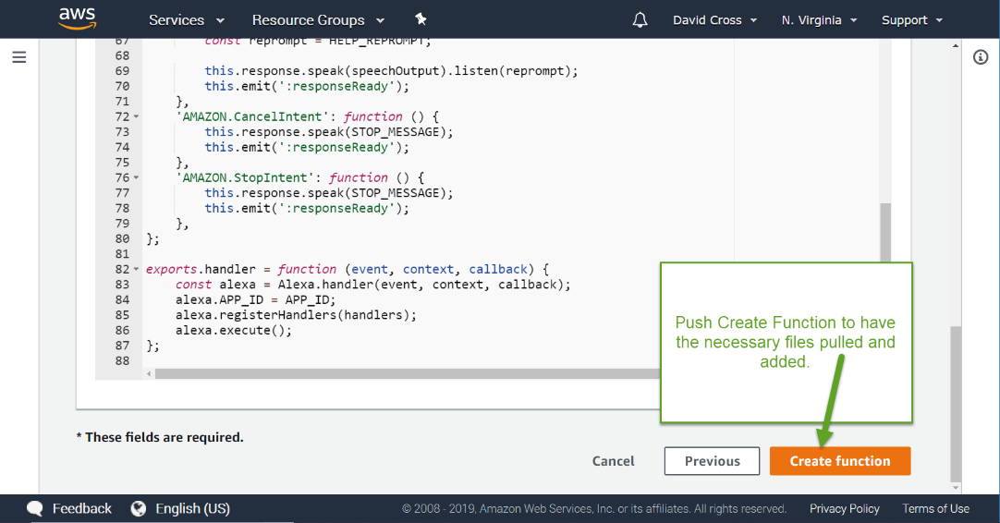 aws Services Resource Groups David Cross N. Virginia Support
67 const reprompt = HELP_REPROMPT;
68
69 this.response.speak(speechOutput).listen(reprompt);
70 this.emit(':responseReady');
71 },
72 'AMAZON.CancelIntent': function () {
73 this.response.speak(STOP_MESSAGE);
74 this.emit(':responseReady');
75 },
76 'AMAZON.StopIntent': function () {
77 this.response.speak(STOP_MESSAGE);
78 this.emit(':responseReady');
79 },
80 };
81
82 exports.handler = function (event, context, callback) {
83 const alexa = Alexa.handler(event, context, callback);
84 alexa.APP_ID = APP_ID;
85 alexa.registerHandlers(handlers);
86 alexa.execute();
87 };
88
Push Create Function to have
the necessary files pulled and
added.
* These fields are required.
Cancel Previous Create function
Feedback English (US) © 2008 - 2019, Amazon Web Services, Inc. or its affiliates. All rights reserved. Privacy Policy Terms of Use